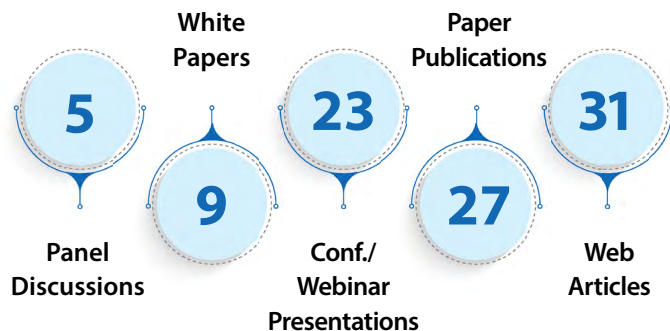 White
Papers
Paper
Publications
5
23
31
9
27
Panel
Discussions
Conf./
Webinar
Presentations
Web
Articles